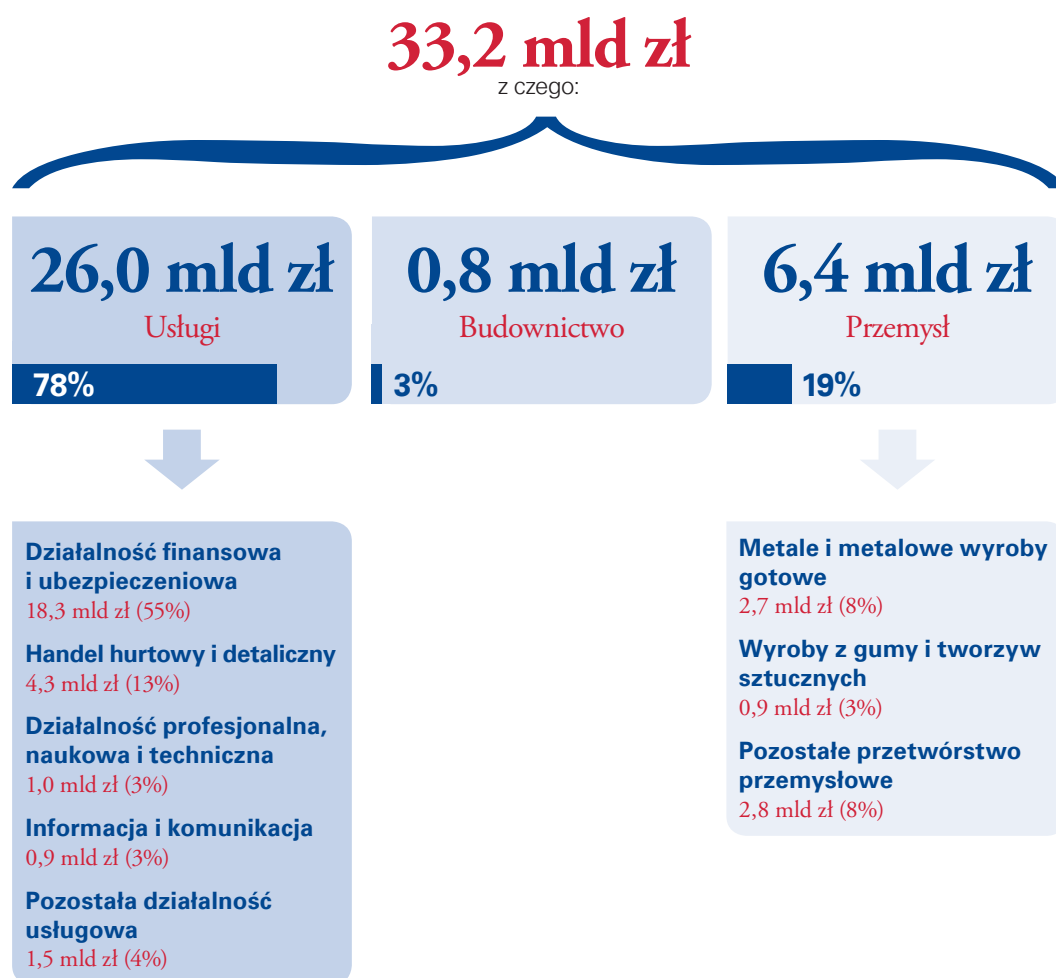 33,2 mld zł
z czego:
26,0 mld zł
Usługi
78%
0,8 mld zł
Budownictwo
3%
6,4 mld zł
Przemysł
19%
Działalność finansowa
i ubezpieczeniowa
18,3 mld zł (55%)
Handel hurtowy i detaliczny
4,3 mld zł (13%)
Działalność profesjonalna,
naukowa i techniczna
1,0 mld zł (3%)
Informacja i komunikacja
0,9 mld zł (3%)
Pozostała działalność
usługowa
1,5 mld zł (4%)
Metale i metalowe wyroby
gotowe
2,7 mld zł (8%)
Wyroby z gumy i tworzyw
sztucznych
0,9 mld zł (3%)
Pozostałe przetwórstwo
przemysłowe
2,8 mld zł (8%)